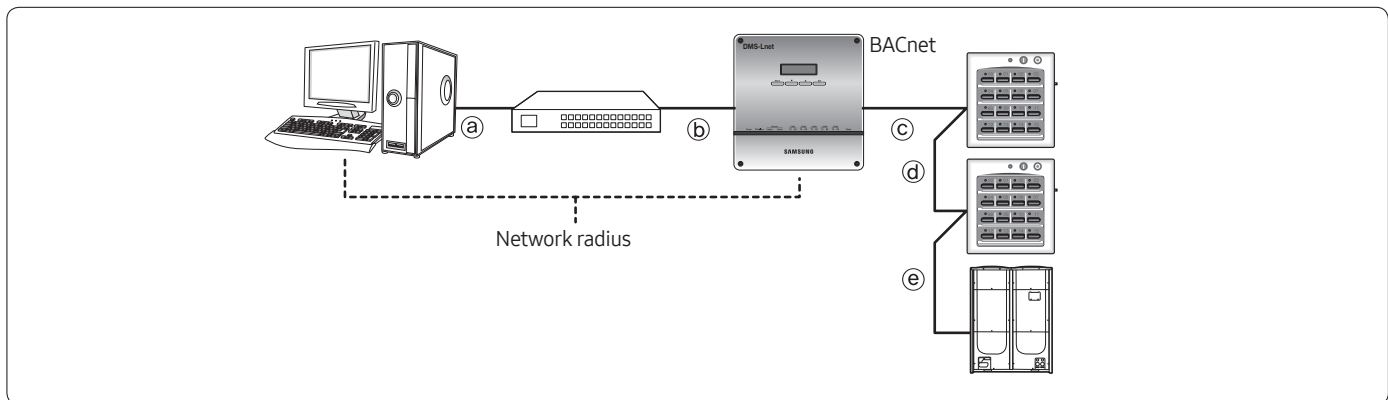 DMS-Lnet
BACnet
ⓐ
ⓑ
ⓒ
SAMSUNG
ⓓ
Network radius
ⓔ